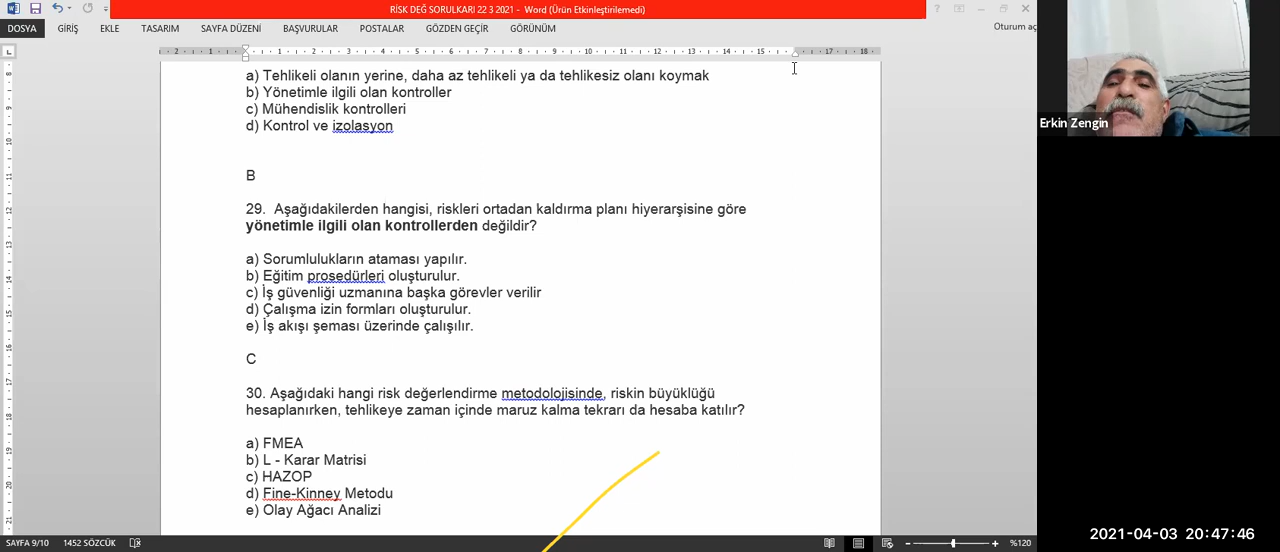 RİSK DEĞ SORULKARI 22 3 2021 - Word (Ürün Etkinleştirilemedi)
DOSYA GİRİŞ EKLE TASARIM SAYFA DÜZENİ BAŞVURULAR POSTALAR GÖZDEN GEÇİR GÖRÜNÜM Oturum aç
a) Tehlikeli olanın yerine, daha az tehlikeli ya da tehlikesiz olanı koymak
b) Yönetimle ilgili olan kontroller
c) Mühendislik kontrolleri
d) Kontrol ve izolasyon
B
29. Aşağıdakilerden hangisi, riskleri ortadan kaldırma planı hiyerarşisine göre
yönetimle ilgili olan kontrollerden değildir?
a) Sorumlulukların ataması yapılır.
b) Eğitim prosedürleri oluşturulur.
c) İş güvenliği uzmanına başka görevler verilir
d) Çalışma izin formları oluşturulur.
e) İş akışı şeması üzerinde çalışılır.
C
30. Aşağıdaki hangi risk değerlendirme metodolojisinde, riskin büyüklüğü
hesaplanırken, tehlikeye zaman içinde maruz kalma tekrarı da hesaba katılır?
a) FMEA
b) L - Karar Matrisi
c) HAZOP
d) Fine-Kinney Metodu
e) Olay Ağacı Analizi
SAYFA 9/10 1452 SÖZCÜK %120
Erkin Zengin
2021-04-03 20:47:46